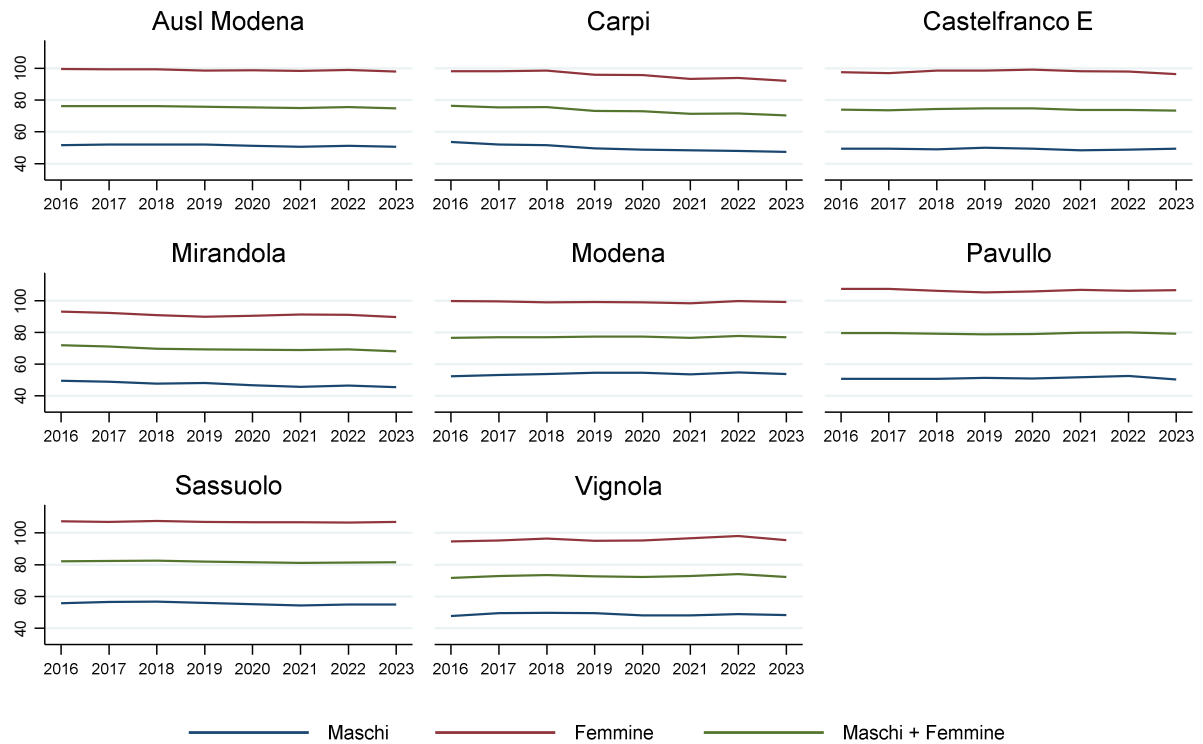 Ausl Modena Carpi Castelfranco E
100
80
60
40
2016 2017 2018 2019 2020 2021 2022 2023 2016 2017 2018 2019 2020 2021 2022 2023 2016 2017 2018 2019 2020 2021 2022 2023
Mirandola Modena Pavullo
100
80
60
40
2016 2017 2018 2019 2020 2021 2022 2023 2016 2017 2018 2019 2020 2021 2022 2023 2016 2017 2018 2019 2020 2021 2022 2023
Sassuolo Vignola
100
80
60
40
2016 2017 2018 2019 2020 2021 2022 2023 2016 2017 2018 2019 2020 2021 2022 2023
Maschi Femmine Maschi + Femmine